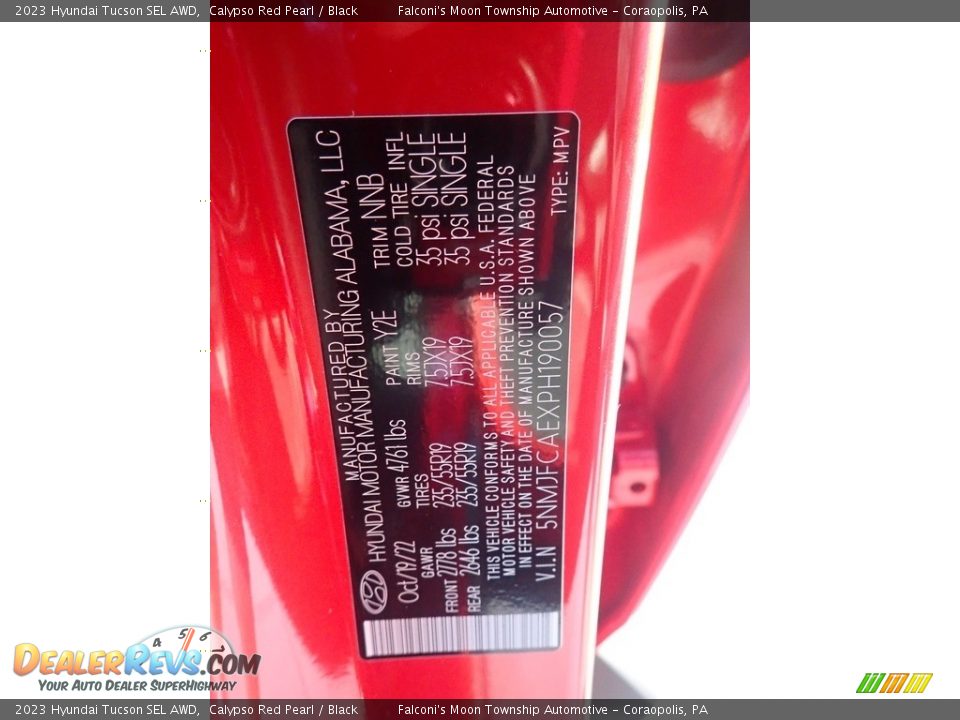 2023 Hyundai Tucson SEL AWD, Calypso Red Pearl / Black Falconi's Moon Township Automotive - Coraopolis, PA
MANUFACTURED BY
HYUNDAI MOTOR MANUFACTURING ALABAMA, LLC
Oct/19/22 GVWR 4761 lbs PAINT Y2E TRIM NNB
GAWR TIRES RIMS COLD TIRE INFL
FRONT 2778 lbs 235/55R19 7.5JX19 35 psi SINGLE
REAR 2646 lbs 235/55R19 7.5JX19 35 psi SINGLE
THIS VEHICLE CONFORMS TO ALL APPLICABLE U.S.A. FEDERAL
MOTOR VEHICLE SAFETY AND THEFT PREVENTION STANDARDS
IN EFFECT ON THE DATE OF MANUFACTURE SHOWN ABOVE
V.I.N 5NMJFCAEXPH190057 TYPE: MPV
4 5 6
DEALERREVS.COM
YOUR AUTO DEALER SUPERHIGHWAY
2023 Hyundai Tucson SEL AWD, Calypso Red Pearl / Black Falconi's Moon Township Automotive - Coraopolis, PA